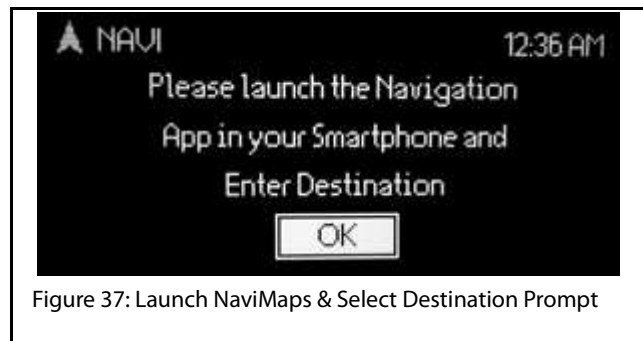 NAVI 12:36 AM
Please launch the Navigation
App in your Smartphone and
Enter Destination
OK
Figure 37: Launch NaviMaps & Select Destination Prompt